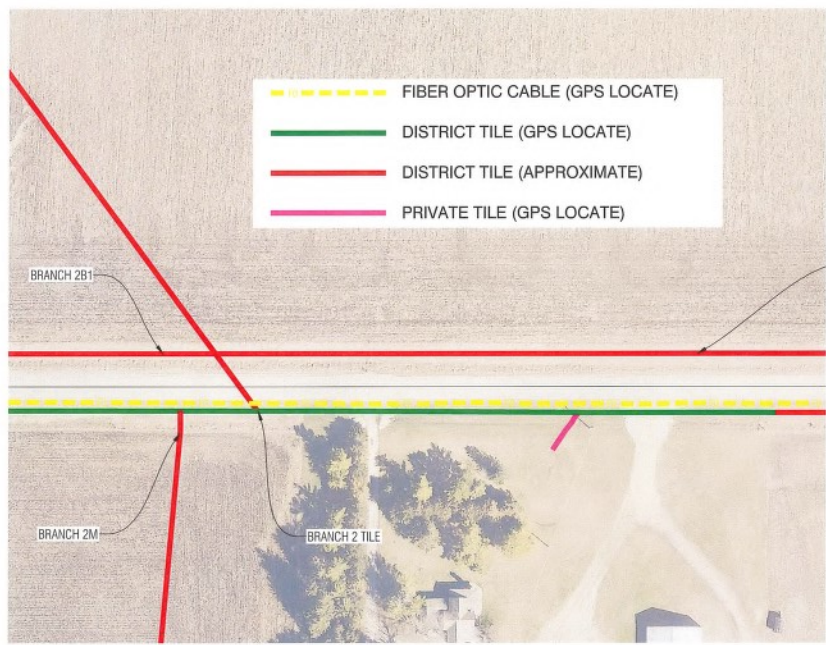 FIBER OPTIC CABLE (GPS LOCATE)
DISTRICT TILE (GPS LOCATE)
DISTRICT TILE (APPROXIMATE)
PRIVATE TILE (GPS LOCATE)
BRANCH 2B1
BRANCH 2M
BRANCH 2 TILE